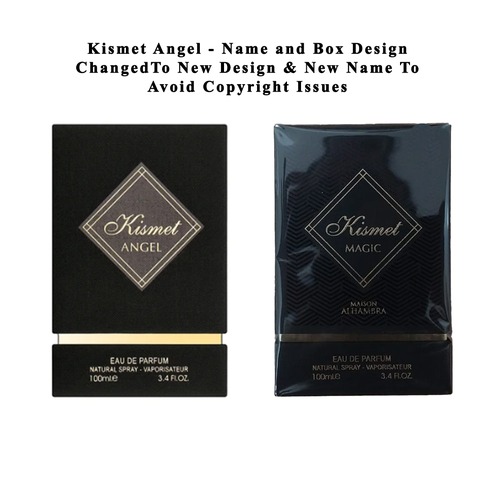 Kismet Angel - Name and Box Design
ChangedTo New Design & New Name To
Avoid Copyright Issues
Kismet
ANGEL
EAU DE PARFUM
NATURAL SPRAY - VAPORISATEUR
100ml.e 3.4 Fl.OZ.
Kismet
MAGIC
MAISON
ALHAMBRA
EAU DE PARFUM
NATURAL SPRAY - VAPORISATEUR
100ml.e 3.4 Fl.OZ.